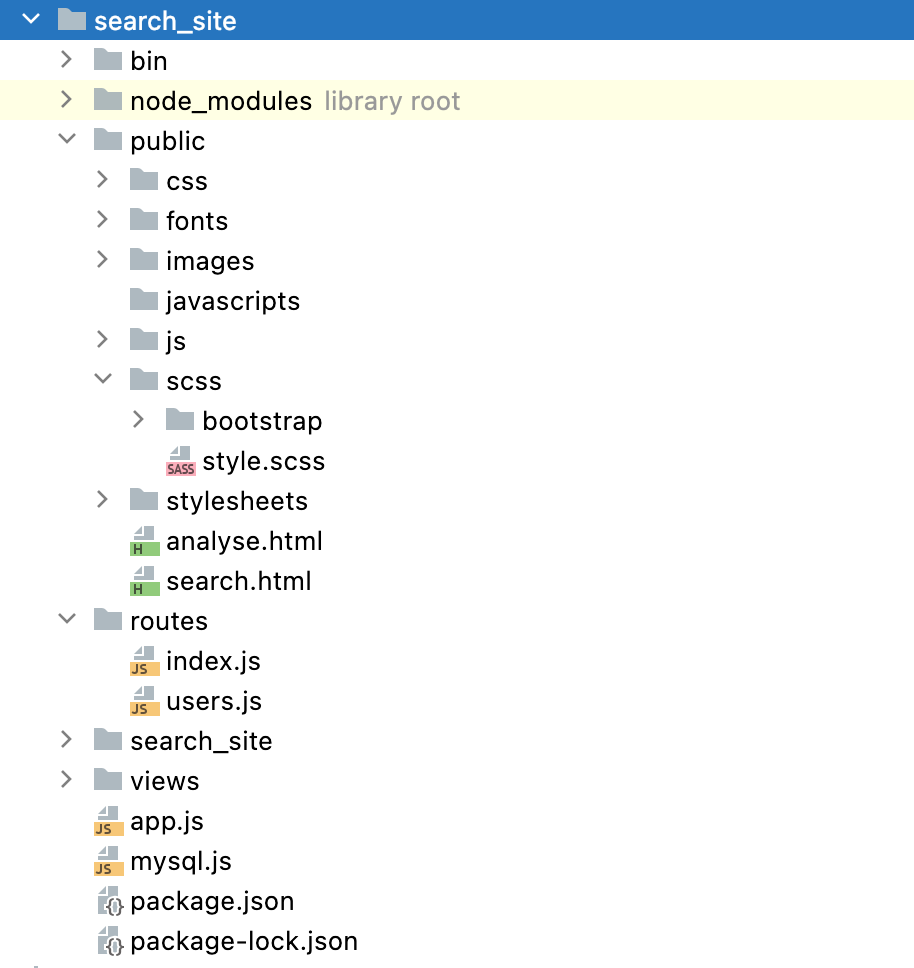 search_site
bin
node_modules library root
public
css
fonts
images
javascripts
js
scss
bootstrap
SASS style.scss
stylesheets
H analyse.html
H search.html
routes
JS index.js
JS users.js
search_site
views
JS app.js
JS mysql.js
{} package.json
{} package-lock.json